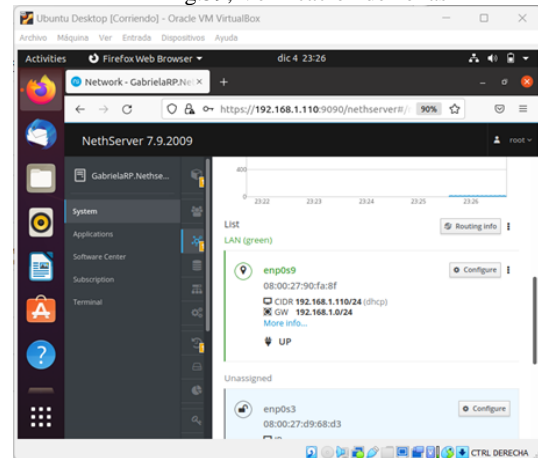 Ubuntu Desktop [Corriendo] - Oracle VM VirtualBox
Archivo Máquina Ver Entrada Dispositivos Ayuda
Activities Firefox Web Browser dic 4 23:26
Network - GabrielaRP.Ne
https://192.168.1.110:9090/nethserver#/ 90%
NethServer 7.9.2009 root
GabrielaRP.Nethse...
System
Applications
Software Center
Subscription
Terminal
400
0
23:22 23:23 23:24 23:25 23:26
List Routing info
LAN (green)
enp0s9 Configure
08:00:27:90:fa:8f
CIDR 192.168.1.110/24 (dhcp)
GW 192.168.1.0/24
More info...
UP
Unassigned
enp0s3 Configure
08:00:27:d9:68:d3
CTRL DERECHA